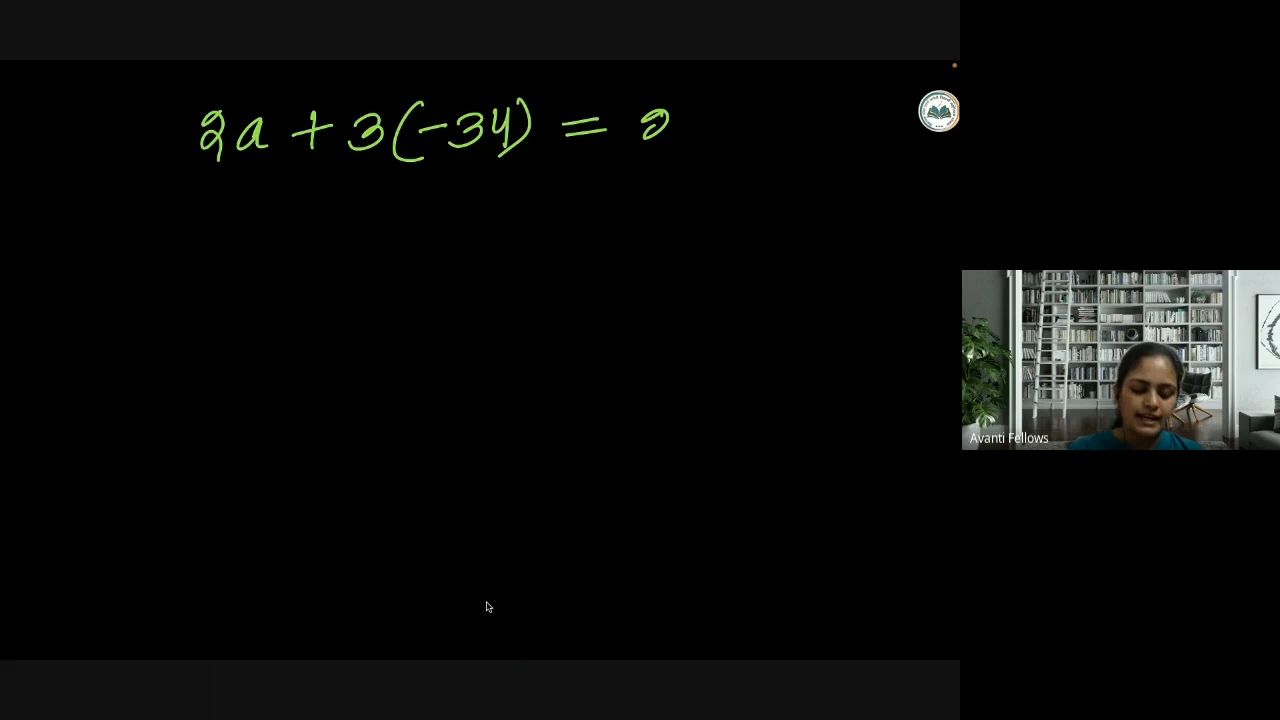 2a + 3(-34) = 0
Avanti Fellows